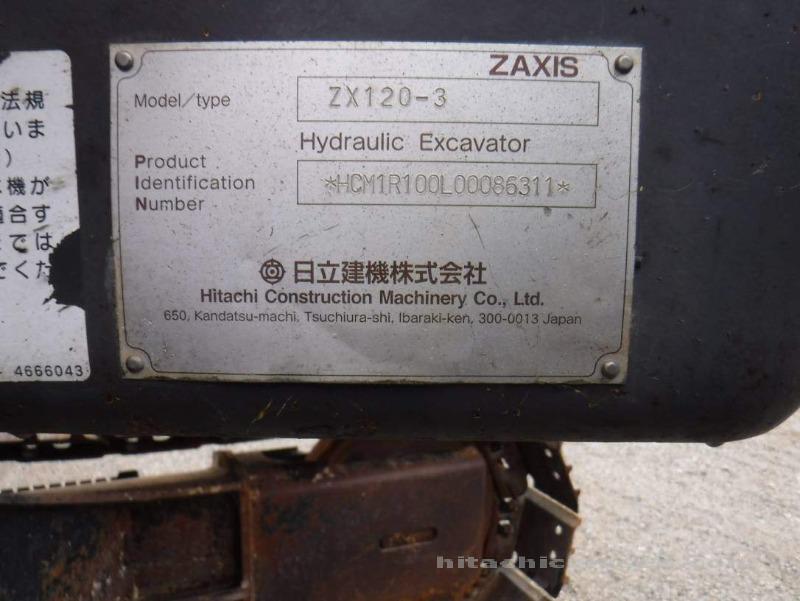 法規
いま
)
機が
適合す
では
でくだ
4666043
ZAXIS
Model/type ZX120-3
Hydraulic Excavator
Product
Identification *HCM1R100L00086311*
Number
日立建機株式会社
Hitachi Construction Machinery Co., Ltd.
650, Kandatsu-machi, Tsuchiura-shi, Ibaraki-ken, 300-0013 Japan